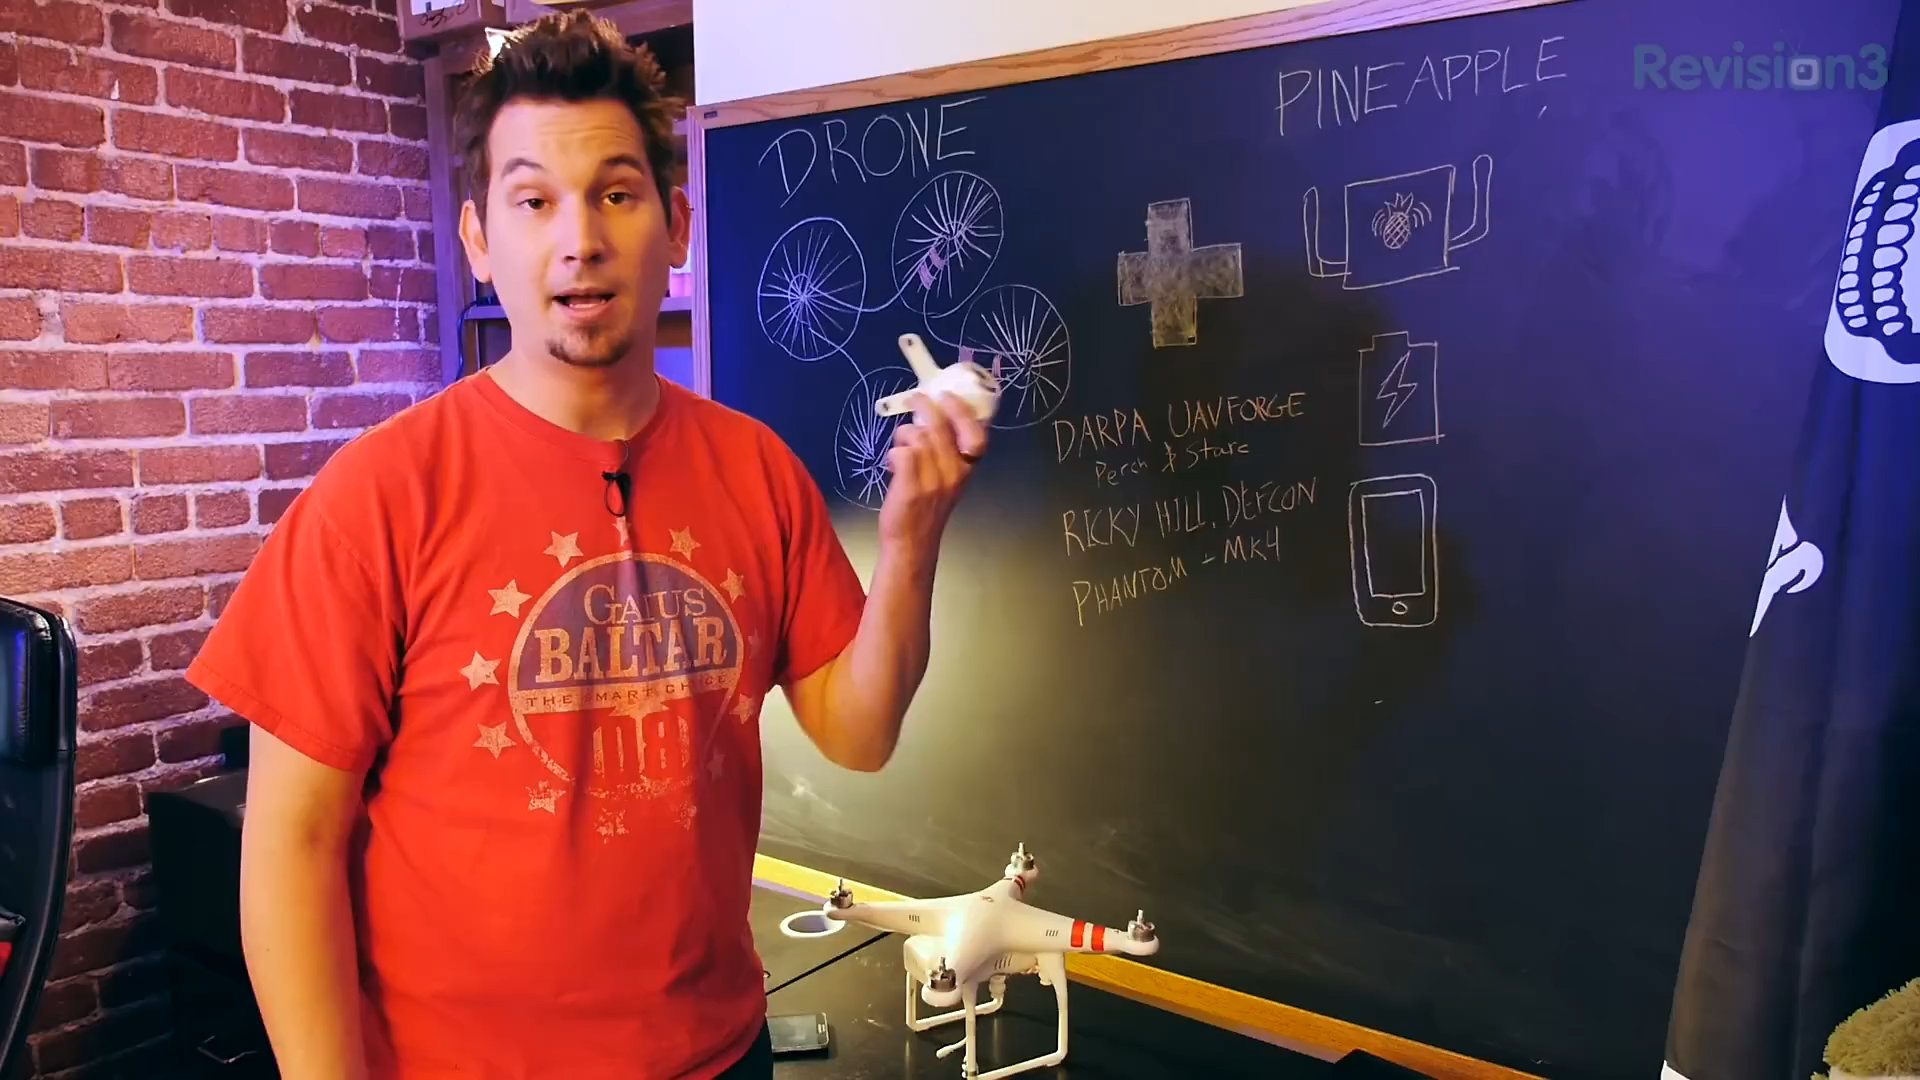 Revision3
DRONE
PINEAPPLE
DARPA UAVFORGE
Perch & Stare
RICKY HILL, DEFCON
PHANTOM - MK4
GAIUS
BALTAR
THE SMART CHOICE